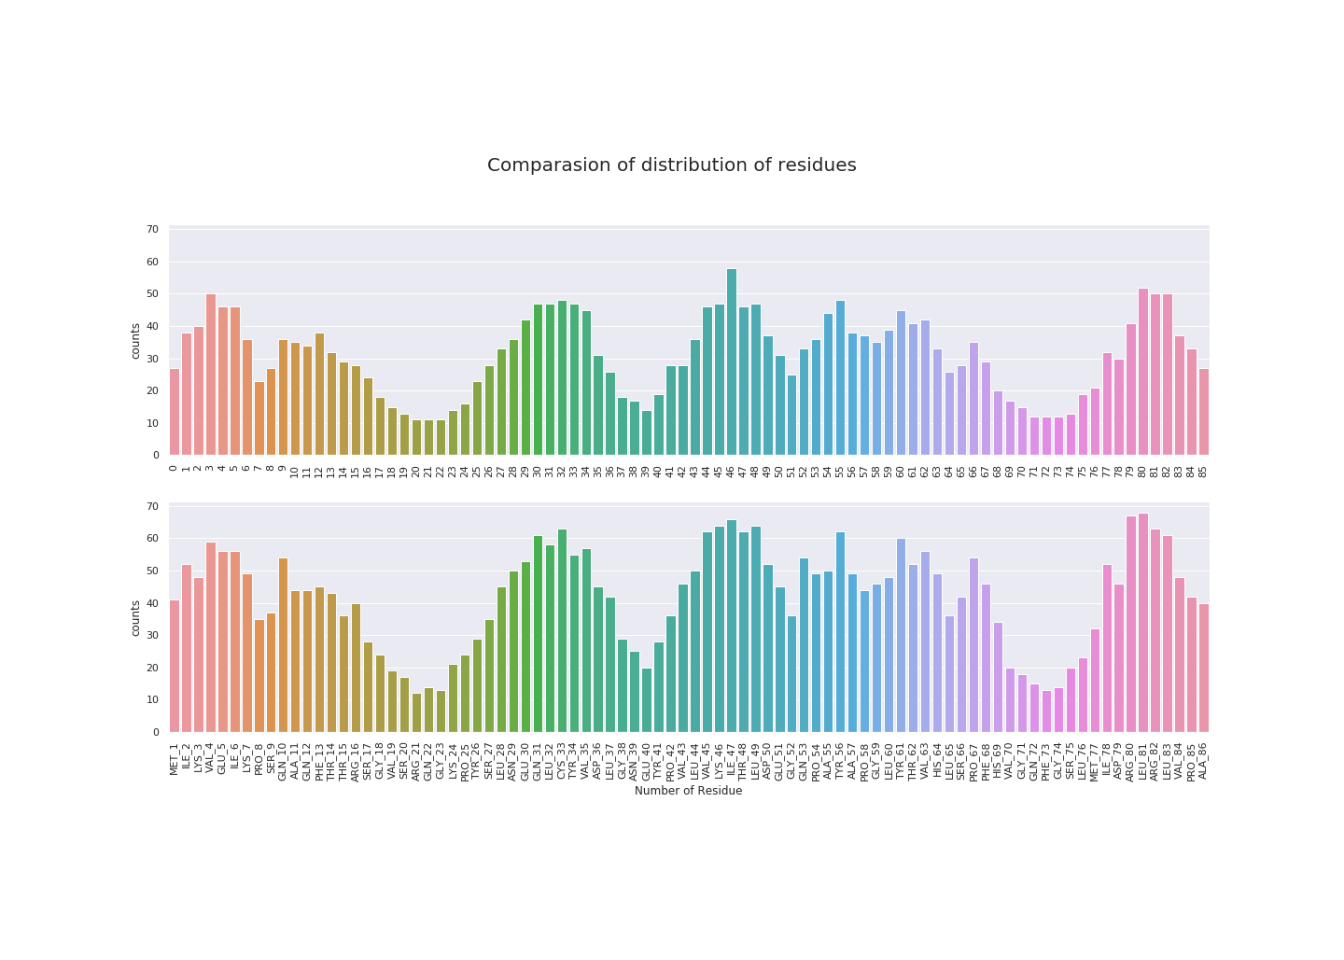 Comparasion of distribution of residues
70
60
50
40
30
20
10
0
counts
0 1 2 3 4 5 6 7 8 9 10 11 12 13 14 15 16 17 18 19 20 21 22 23 24 25 26 27 28 29 30 31 32 33 34 35 36 37 38 39 40 41 42 43 44 45 46 47 48 49 50 51 52 53 54 55 56 57 58 59 60 61 62 63 64 65 66 67 68 69 70 71 72 73 74 75 76 77 78 79 80 81 82 83 84 85
70
60
50
40
30
20
10
0
counts
MET_1 ILE_2 LYS_3 VAL_4 GLU_5 ILE_6 LYS_7 PRO_8 SER_9 GLN_10 ALA_11 GLN_12 PHE_13 THR_14 THR_15 ARG_16 SER_17 GLY_18 VAL_19 SER_20 ARG_21 GLN_22 GLY_23 LYS_24 PRO_25 TYR_26 SER_27 LEU_28 ASN_29 GLU_30 GLN_31 LEU_32 CYS_33 TYR_34 VAL_35 ASP_36 LEU_37 GLY_38 ASN_39 GLU_40 TYR_41 PRO_42 VAL_43 LEU_44 VAL_45 LYS_46 ILE_47 THR_48 LEU_49 ASP_50 GLU_51 GLY_52 GLN_53 PRO_54 ALA_55 TYR_56 ALA_57 PRO_58 GLY_59 LEU_60 TYR_61 THR_62 VAL_63 HIS_64 LEU_65 SER_66 PRO_67 PHE_68 HIS_69 VAL_70 GLY_71 GLN_72 PHE_73 GLY_74 SER_75 LEU_76 MET_77 ILE_78 ASP_79 ARG_80 LEU_81 ARG_82 LEU_83 VAL_84 PRO_85 ALA_86
Number of Residue